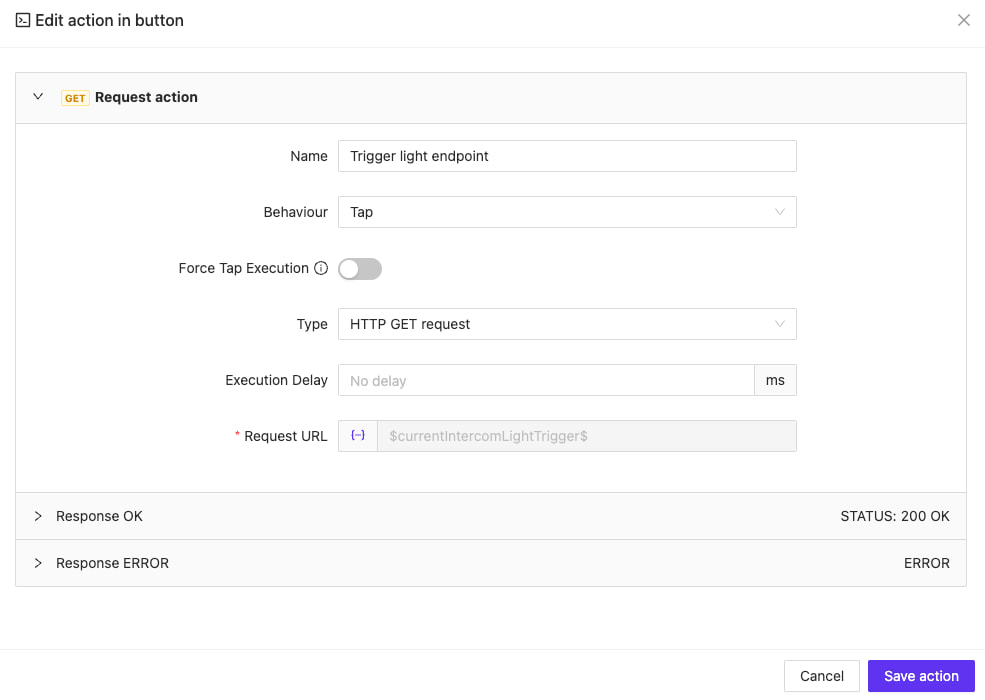 Edit action in button
GET Request action
Name Trigger light endpoint
Behaviour Tap
Force Tap Execution
Type HTTP GET request
Execution Delay No delay ms
* Request URL {--} $currentIntercomLightTrigger$
Response OK STATUS: 200 OK
Response ERROR ERROR
Cancel Save action